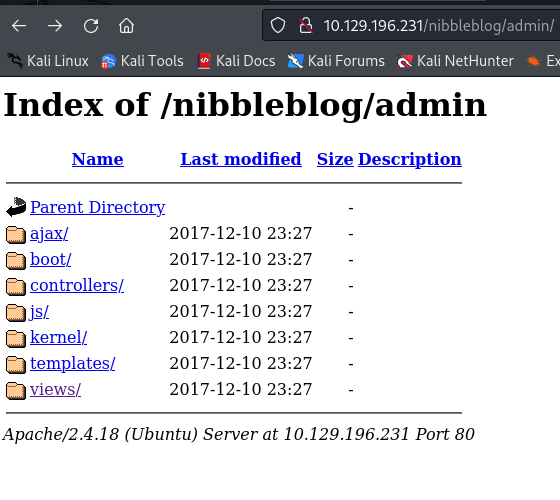 10.129.196.231/nibbleblog/admin/
Kali Linux Kali Tools Kali Docs Kali Forums Kali NetHunter Ex
Index of /nibbleblog/admin
Name Last modified Size Description
Parent Directory -
ajax/ 2017-12-10 23:27 -
boot/ 2017-12-10 23:27 -
controllers/ 2017-12-10 23:27 -
js/ 2017-12-10 23:27 -
kernel/ 2017-12-10 23:27 -
templates/ 2017-12-10 23:27 -
views/ 2017-12-10 23:27 -
Apache/2.4.18 (Ubuntu) Server at 10.129.196.231 Port 80